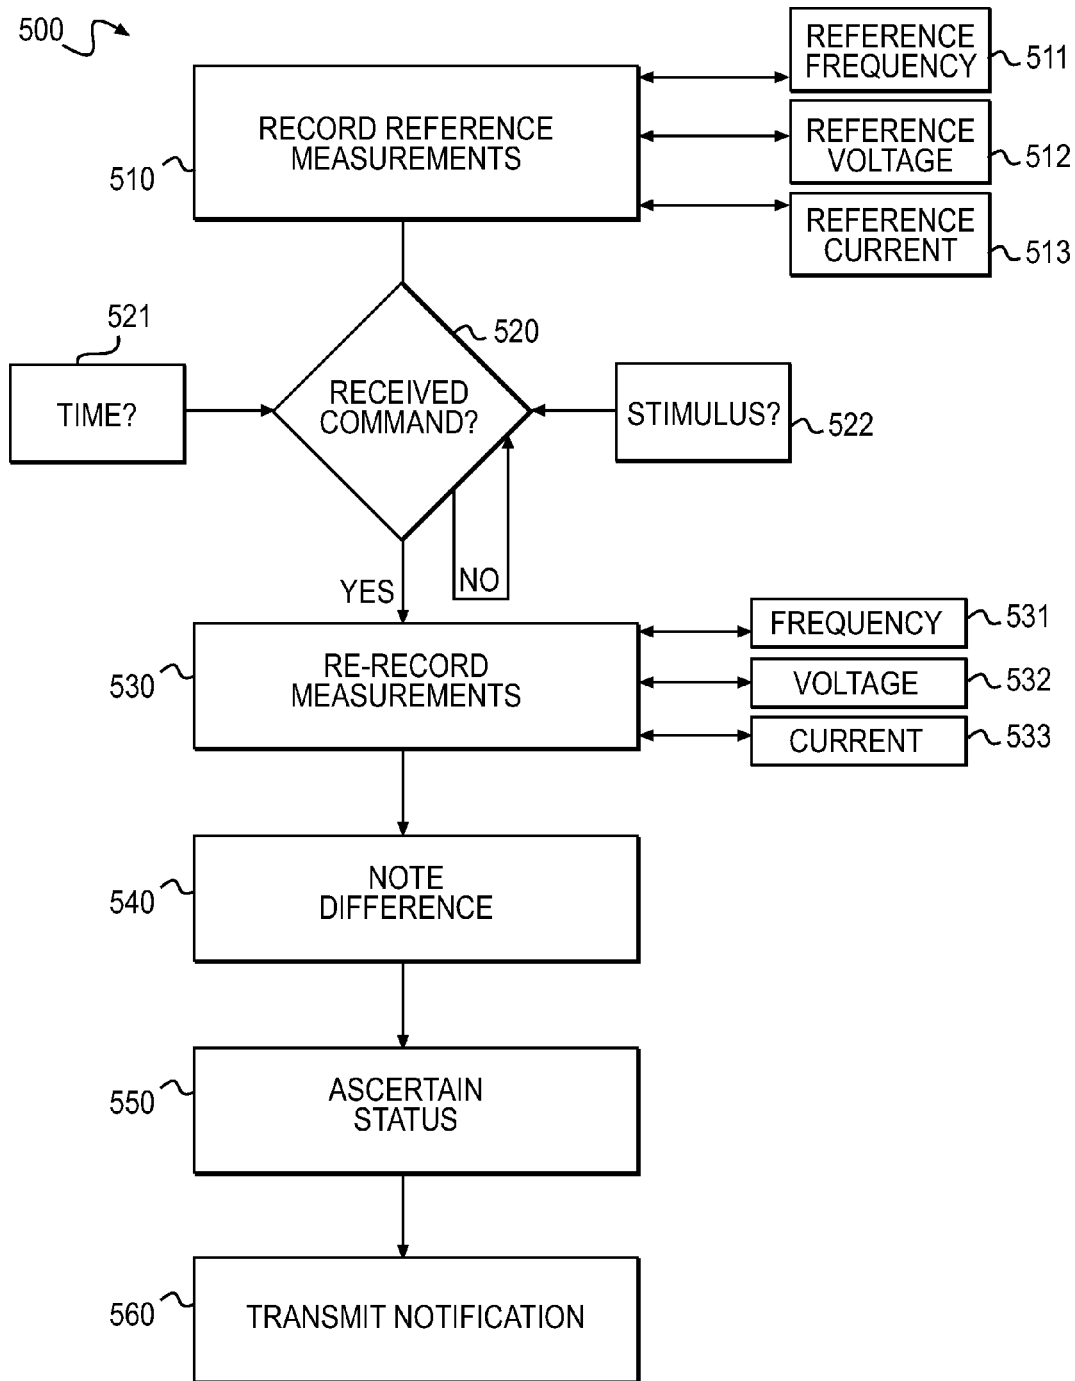 500
REFERENCE
FREQUENCY
511
RECORD REFERENCE
MEASUREMENTS
510
REFERENCE
VOLTAGE
512
REFERENCE
CURRENT
513
521
TIME?
520
RECEIVED
COMMAND?
STIMULUS?
522
YES
NO
RE-RECORD
MEASUREMENTS
530
FREQUENCY
531
VOLTAGE
532
CURRENT
533
NOTE
DIFFERENCE
540
ASCERTAIN
STATUS
550
TRANSMIT NOTIFICATION
560